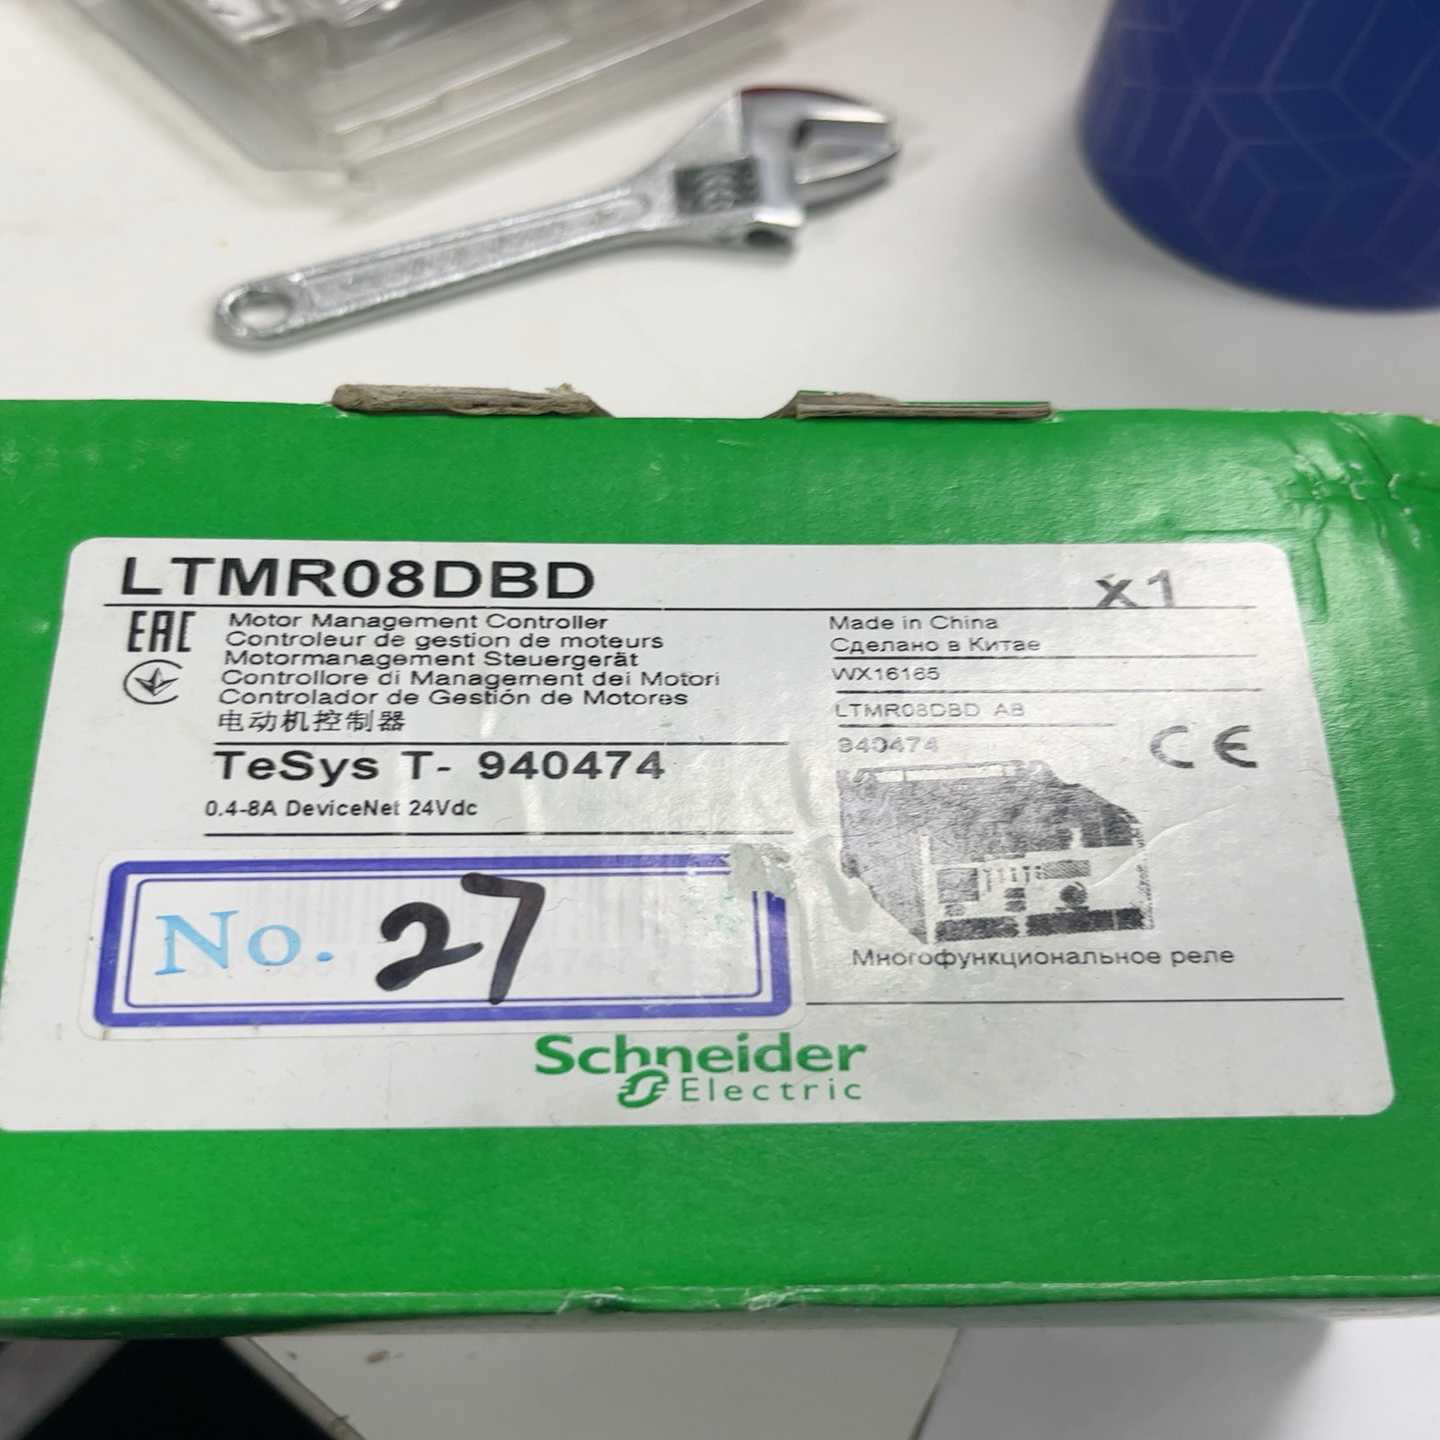 LTMR08DBD
x1
EAC
Motor Management Controller
Controleur de gestion de moteurs
Motormanagement Steuergerät
Controllore di Management dei Motori
Controlador de Gestión de Motores
电动机控制器
TeSys T- 940474
0.4-8A DeviceNet 24Vdc
Made in China
Сделано в Китае
WX16185
LTMR08DBD AB
940474
CE
Многофункциональное реле
No. 27
Schneider
Electric